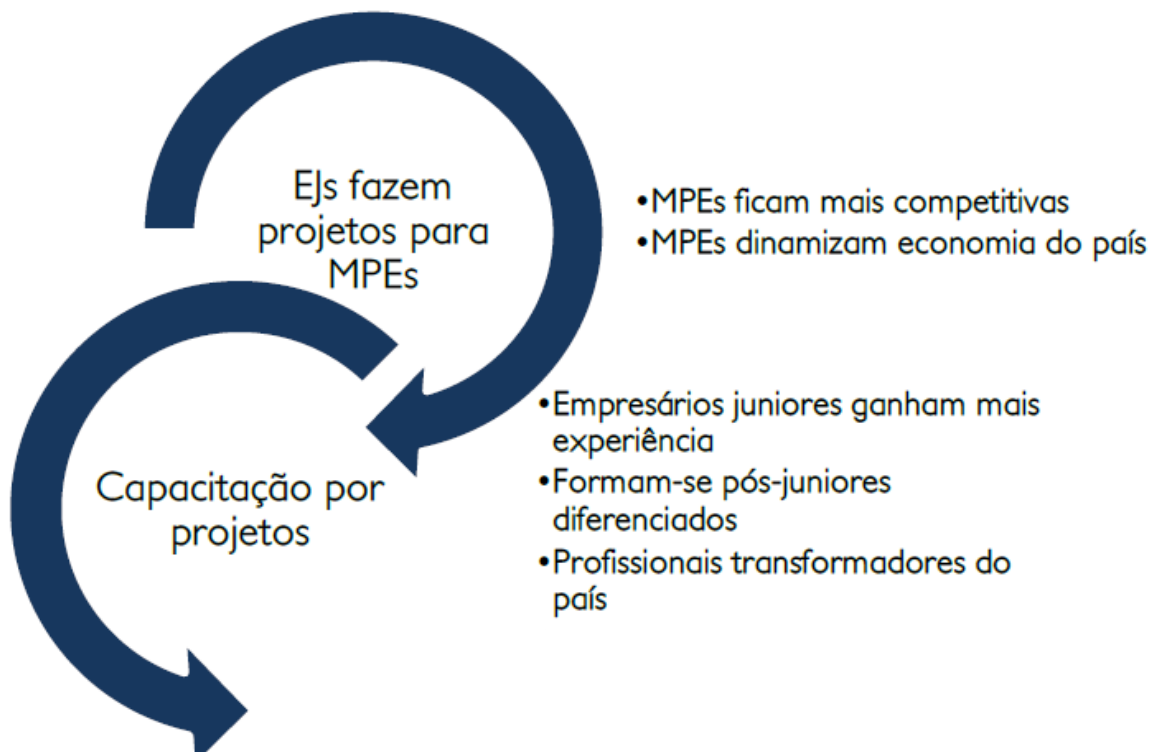 EJs fazem
projetos para
MPEs
•MPEs ficam mais competitivas
•MPEs dinamizam economia do país
Capacitação por
projetos
•Empresários juniores ganham mais
experiência
•Formam-se pós-juniores
diferenciados
•Profissionais transformadores do
país